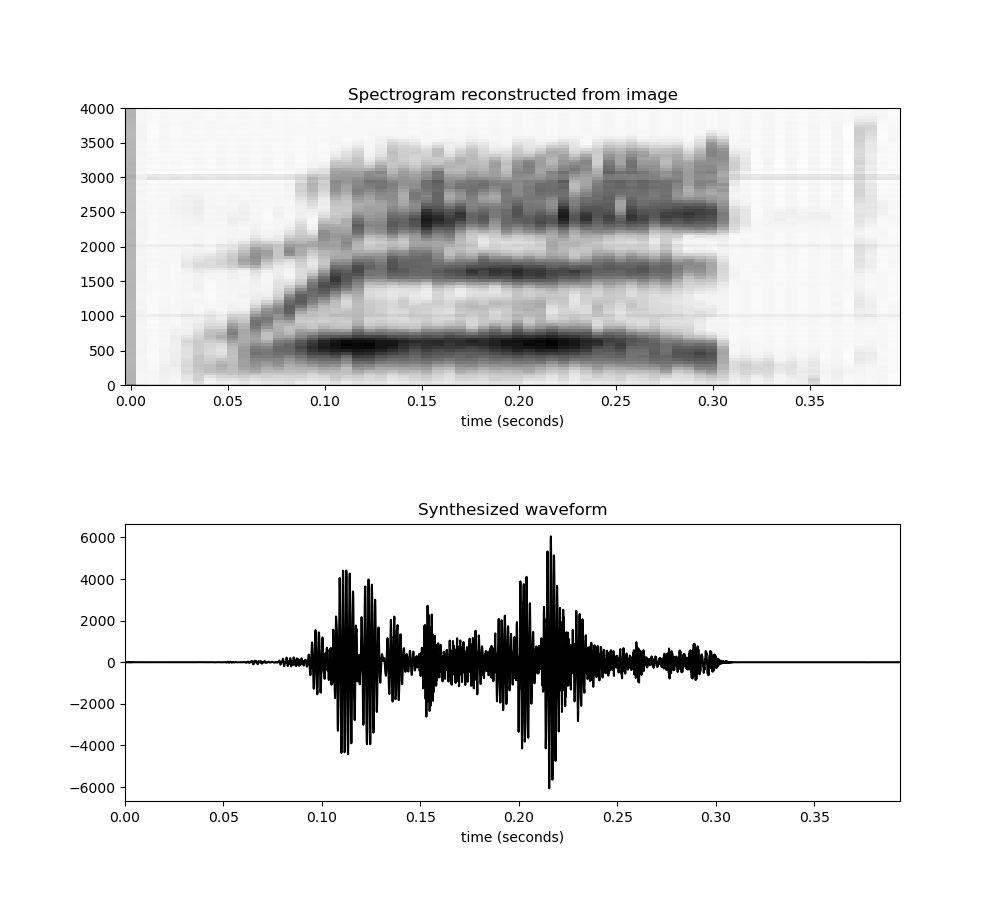 Spectrogram reconstructed from image
4000
3500
3000
2500
2000
1500
1000
500
0
0.00 0.05 0.10 0.15 0.20 0.25 0.30 0.35
time (seconds)
Synthesized waveform
6000
4000
2000
0
−2000
−4000
−6000
0.00 0.05 0.10 0.15 0.20 0.25 0.30 0.35
time (seconds)